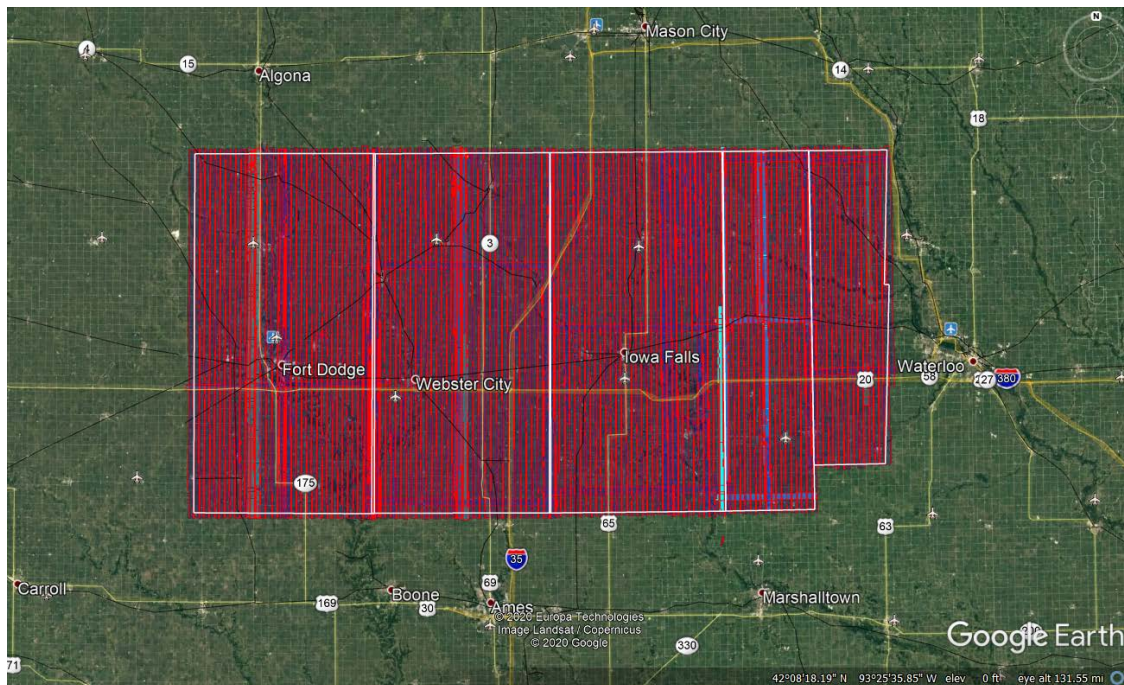 Mason City
4
15
Algona
14
18
3
Fort Dodge
Iowa Falls
Webster City
Waterloo
20
58
27
380
175
65
63
35
Carroll
169
Boone
30
69
Ames
Marshalltown
© 2020 Europa Technologies
Image Landsat / Copernicus
© 2020 Google
330
71
Google Earth
42°08'18.19" N 93°25'35.85" W elev 0 ft eye alt 131.55 mi
N